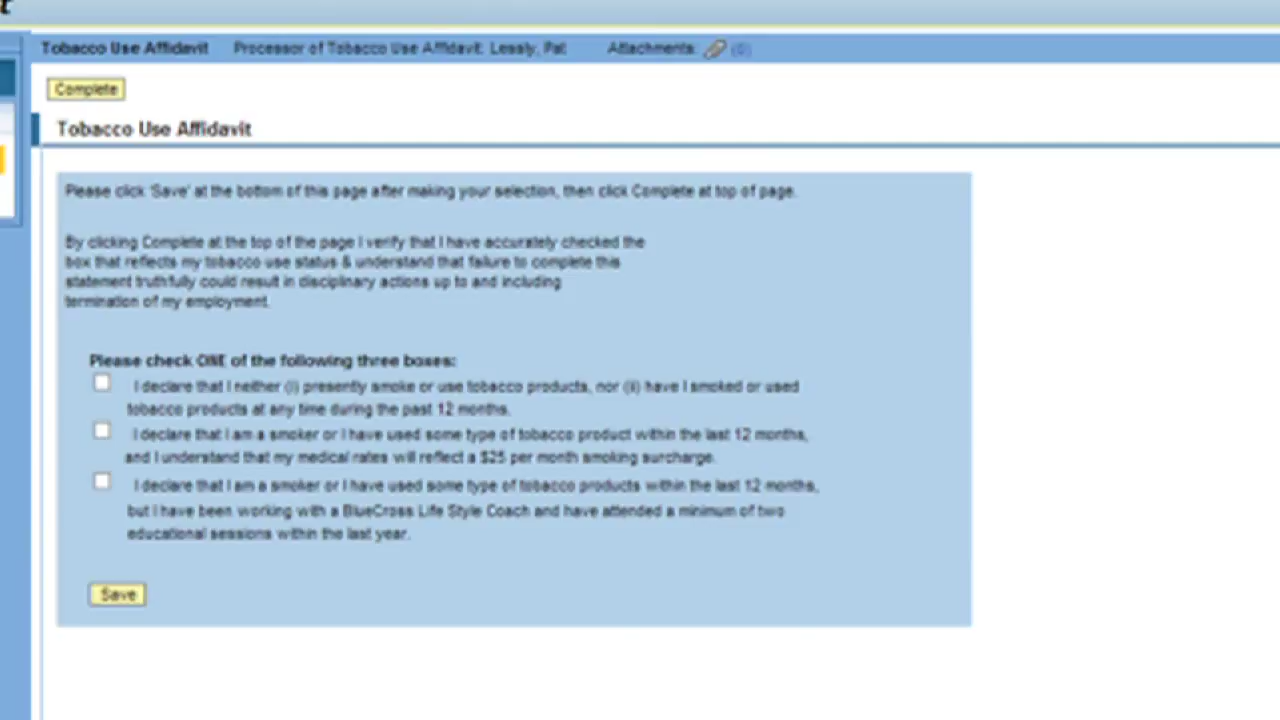 Tobacco Use Affidavit Processor of Tobacco Use Affidavit: Lessly, Pat Attachments: (0)
Complete
Tobacco Use Affidavit
Please click 'Save' at the bottom of this page after making your selection, then click Complete at top of page.
By clicking Complete at the top of the page I verify that I have accurately checked the
box that reflects my tobacco use status & understand that failure to complete this
statement truthfully could result in disciplinary actions up to and including
termination of my employment.
Please check ONE of the following three boxes:
I declare that I neither (i) presently smoke or use tobacco products, nor (ii) have I smoked or used
tobacco products at any time during the past 12 months.
I declare that I am a smoker or I have used some type of tobacco product within the last 12 months,
and I understand that my medical rates will reflect a $25 per month smoking surcharge.
I declare that I am a smoker or I have used some type of tobacco products within the last 12 months,
but I have been working with a BlueCross Life Style Coach and have attended a minimum of two
educational sessions within the last year.
Save